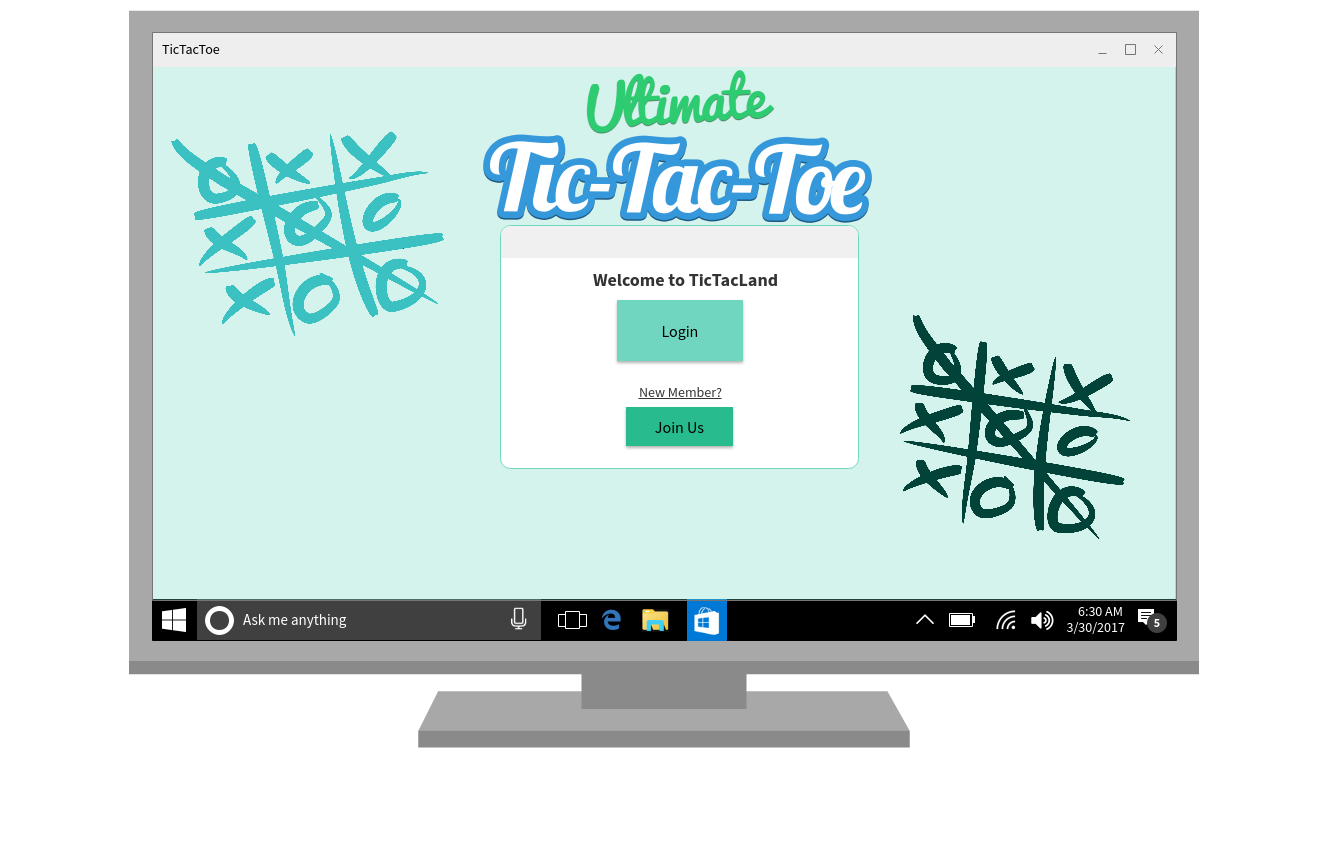 TicTacToe
Ultimate
Tic-Tac-Toe
Welcome to TicTacLand
Login
New Member?
Join Us
Ask me anything
6:30 AM
3/30/2017
5